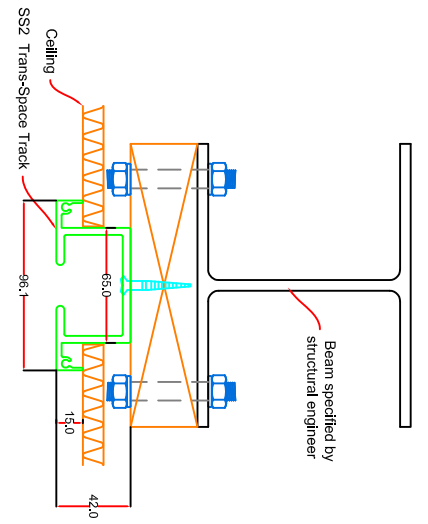 Ceiling
SS2 Trans-Space Track
Beam specified by
structural engineer
65.0
96.1
15.0
42.0